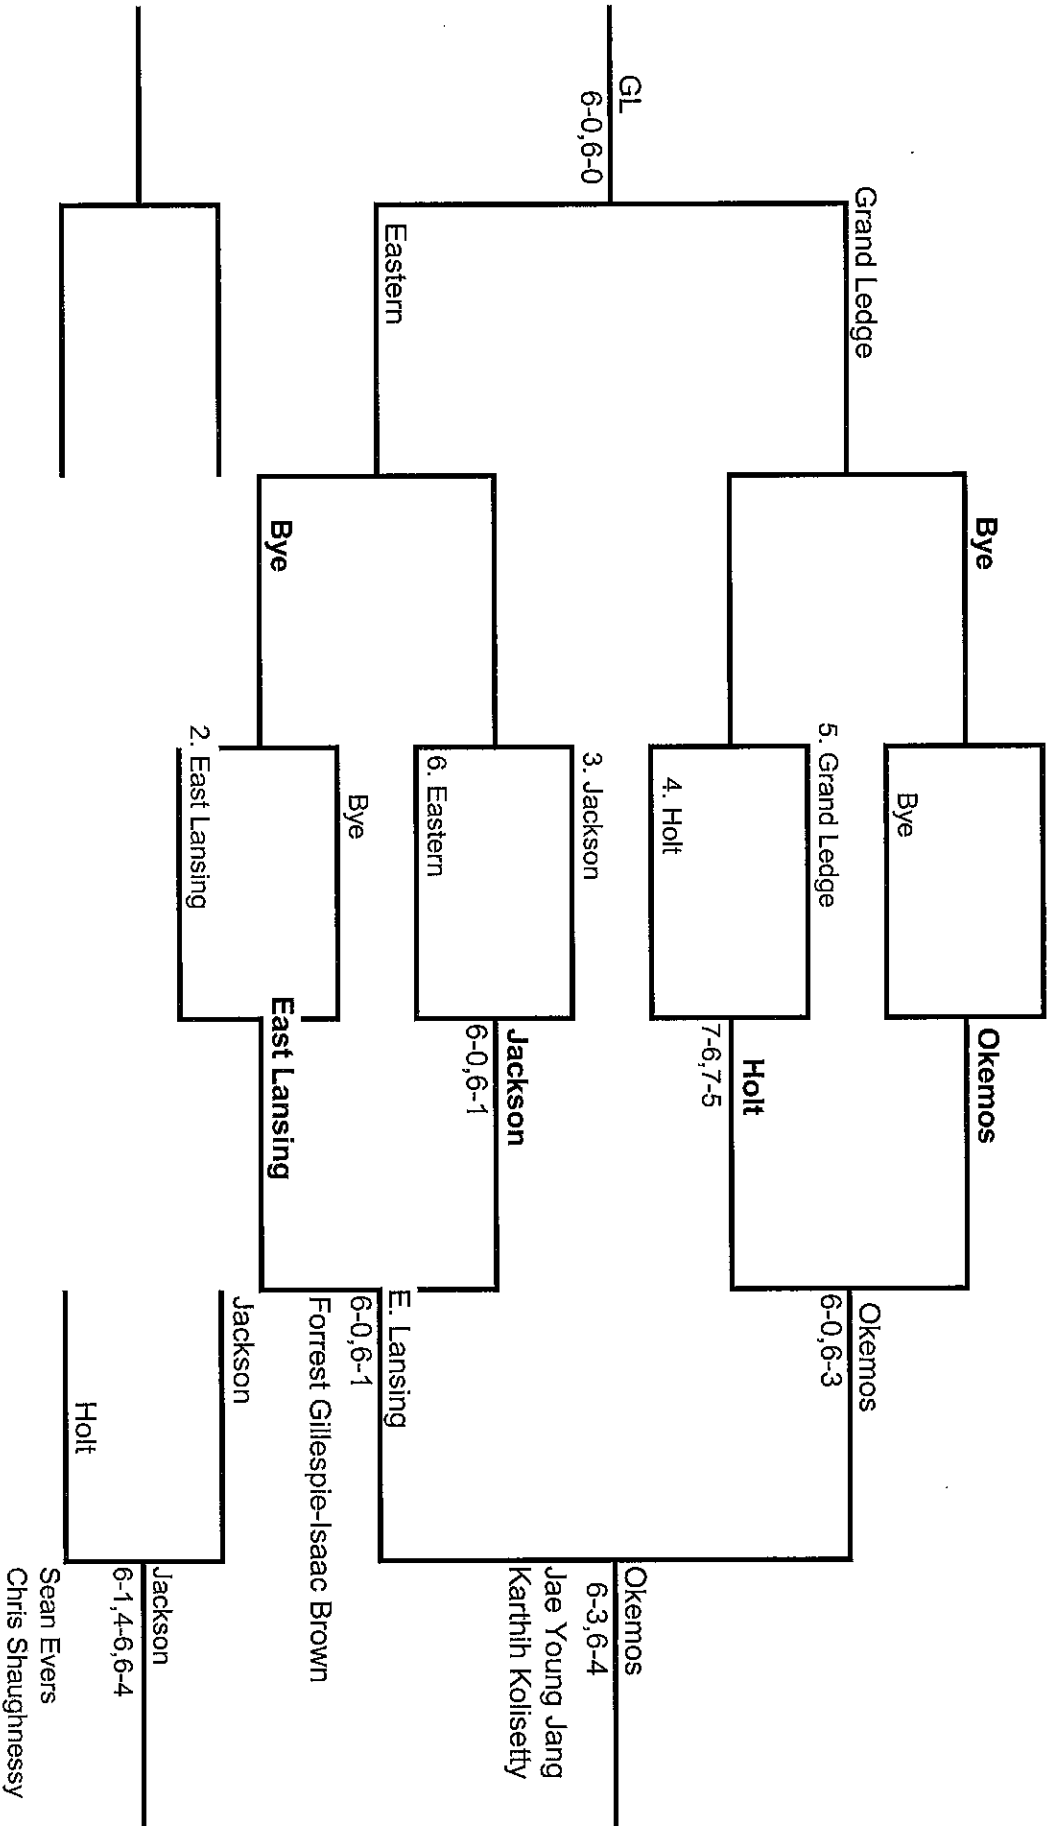 Bye
Okemos
Bye
Grand Ledge
5. Grand Ledge
Okemos
6-0,6-3
4. Holt
Holt
7-6,7-5
GL
6-0,6-0
Okemos
6-3,6-4
Jae Young Jang
Karthih Kolisetty
3. Jackson
Jackson
6-0,6-1
6. Eastern
Eastern
E. Lansing
6-0,6-1
Forrest Gillespie-Isaac Brown
Bye
Bye
East Lansing
2. East Lansing
Jackson
Jackson
6-1,4-6,6-4
Holt
Sean Evers
Chris Shaughnessy